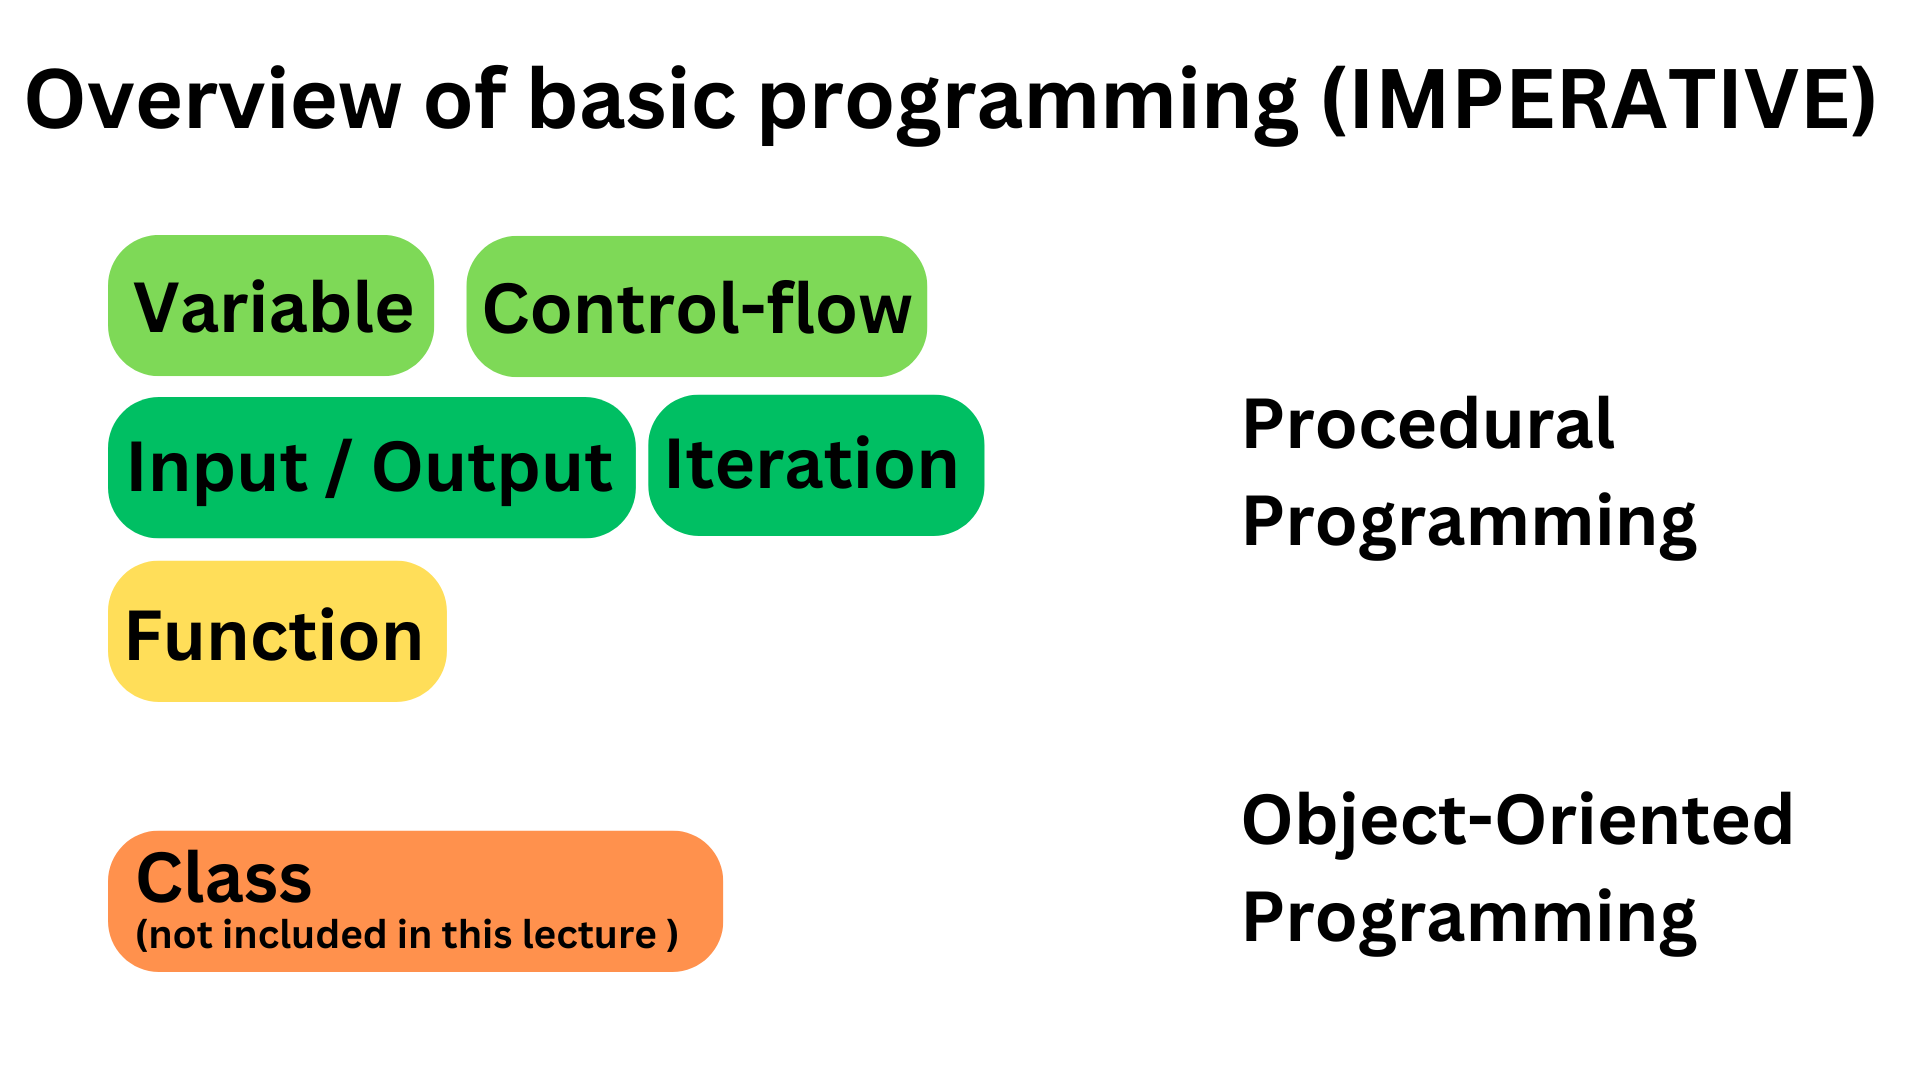 Overview of basic programming (IMPERATIVE)
Variable
Control-flow
Input / Output
Iteration
Function
Procedural
Programming
Class
(not included in this lecture )
Object-Oriented
Programming